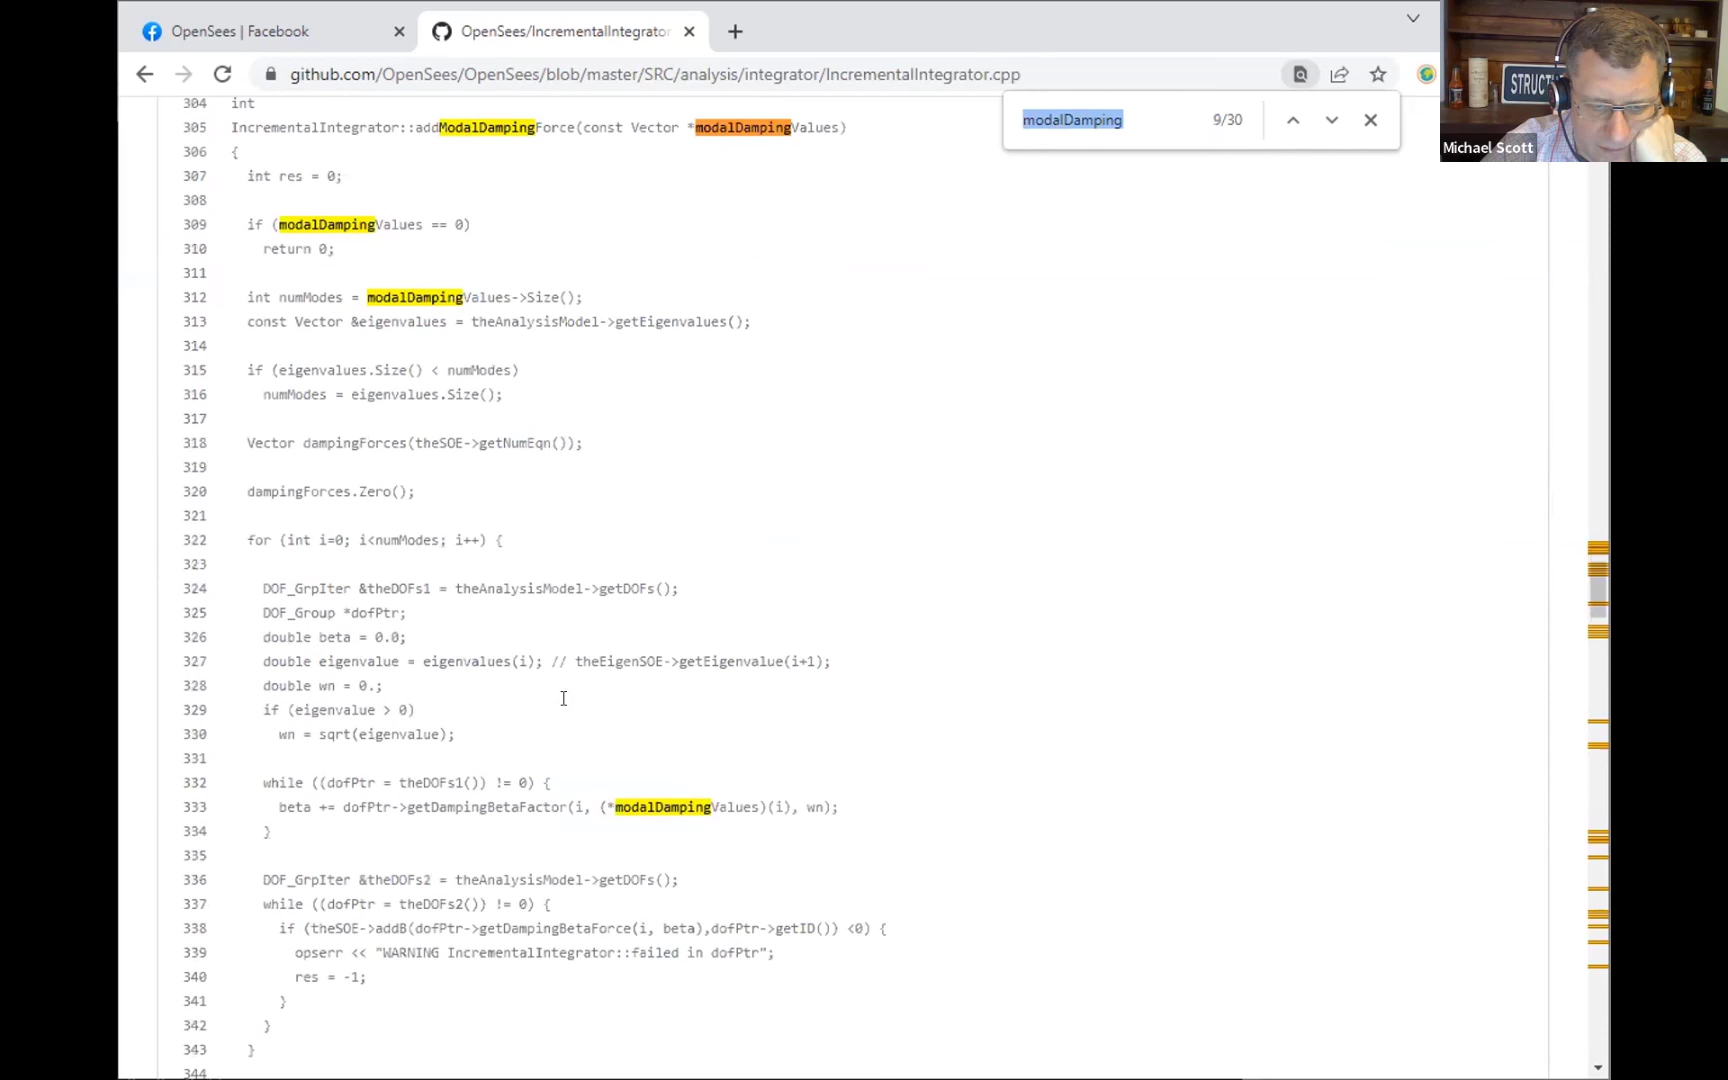 OpenSees | Facebook
OpenSees/IncrementalIntegrator
github.com/OpenSees/OpenSees/blob/master/SRC/analysis/integrator/IncrementalIntegrator.cpp
modalDamping 9/30
STRUCT
Michael Scott
304 int
305 IncrementalIntegrator::addModalDampingForce(const Vector *modalDampingValues)
306 {
307 int res = 0;
308
309 if (modalDampingValues == 0)
310 return 0;
311
312 int numModes = modalDampingValues->Size();
313 const Vector &eigenvalues = theAnalysisModel->getEigenvalues();
314
315 if (eigenvalues.Size() < numModes)
316 numModes = eigenvalues.Size();
317
318 Vector dampingForces(theSOE->getNumEqn());
319
320 dampingForces.Zero();
321
322 for (int i=0; i<numModes; i++) {
323
324 DOF_GrpIter &theDOFs1 = theAnalysisModel->getDOFs();
325 DOF_Group *dofPtr;
326 double beta = 0.0;
327 double eigenvalue = eigenvalues(i); // theEigenSOE->getEigenvalue(i+1);
328 double wn = 0.;
329 if (eigenvalue > 0)
330 wn = sqrt(eigenvalue);
331
332 while ((dofPtr = theDOFs1()) != 0) {
333 beta += dofPtr->getDampingBetaFactor(i, (*modalDampingValues)(i), wn);
334 }
335
336 DOF_GrpIter &theDOFs2 = theAnalysisModel->getDOFs();
337 while ((dofPtr = theDOFs2()) != 0) {
338 if (theSOE->addB(dofPtr->getDampingBetaForce(i, beta),dofPtr->getID()) <0) {
339 opserr << "WARNING IncrementalIntegrator::failed in dofPtr";
340 res = -1;
341 }
342 }
343 }
344